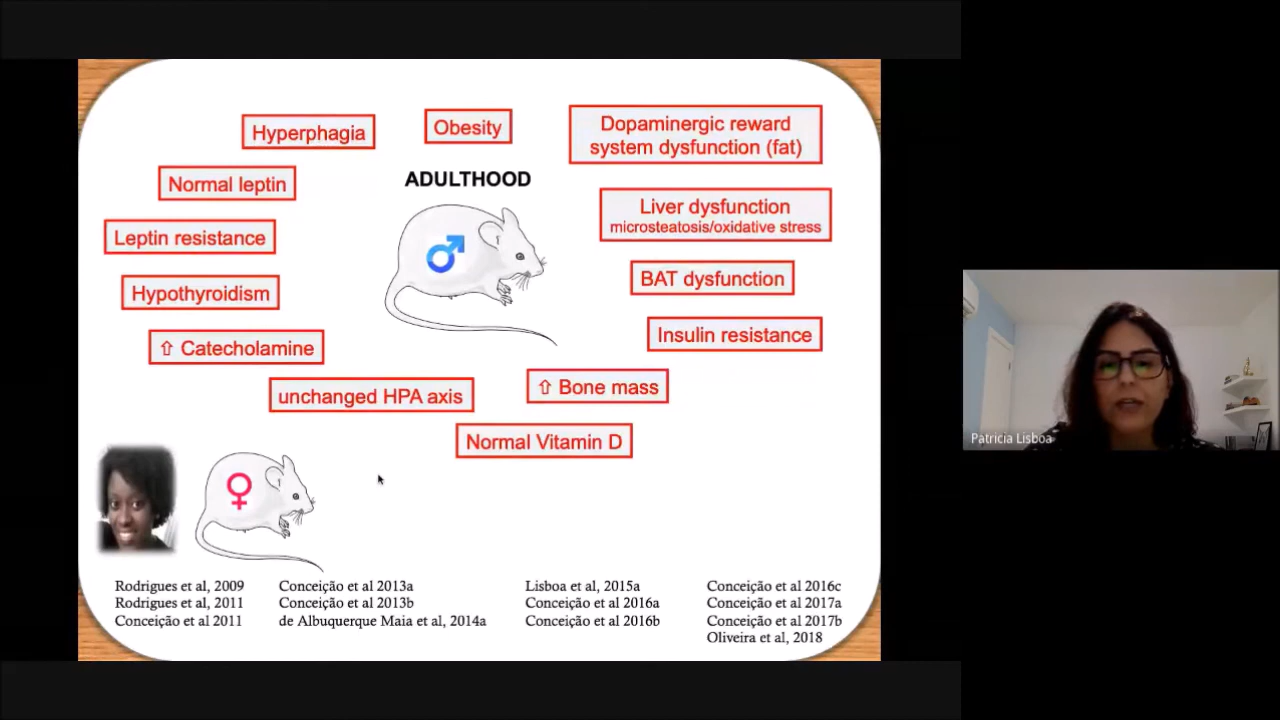 Hyperphagia
Obesity
Dopaminergic reward
system dysfunction (fat)
Normal leptin
ADULTHOOD
Liver dysfunction
microsteatosis/oxidative stress
Leptin resistance
BAT dysfunction
Hypothyroidism
Insulin resistance
⇧ Catecholamine
unchanged HPA axis
⇧ Bone mass
Normal Vitamin D
Patricia Lisboa
Rodrigues et al, 2009
Rodrigues et al, 2011
Conceição et al 2011
Conceição et al 2013a
Conceição et al 2013b
de Albuquerque Maia et al, 2014a
Lisboa et al, 2015a
Conceição et al 2016a
Conceição et al 2016b
Conceição et al 2016c
Conceição et al 2017a
Conceição et al 2017b
Oliveira et al, 2018